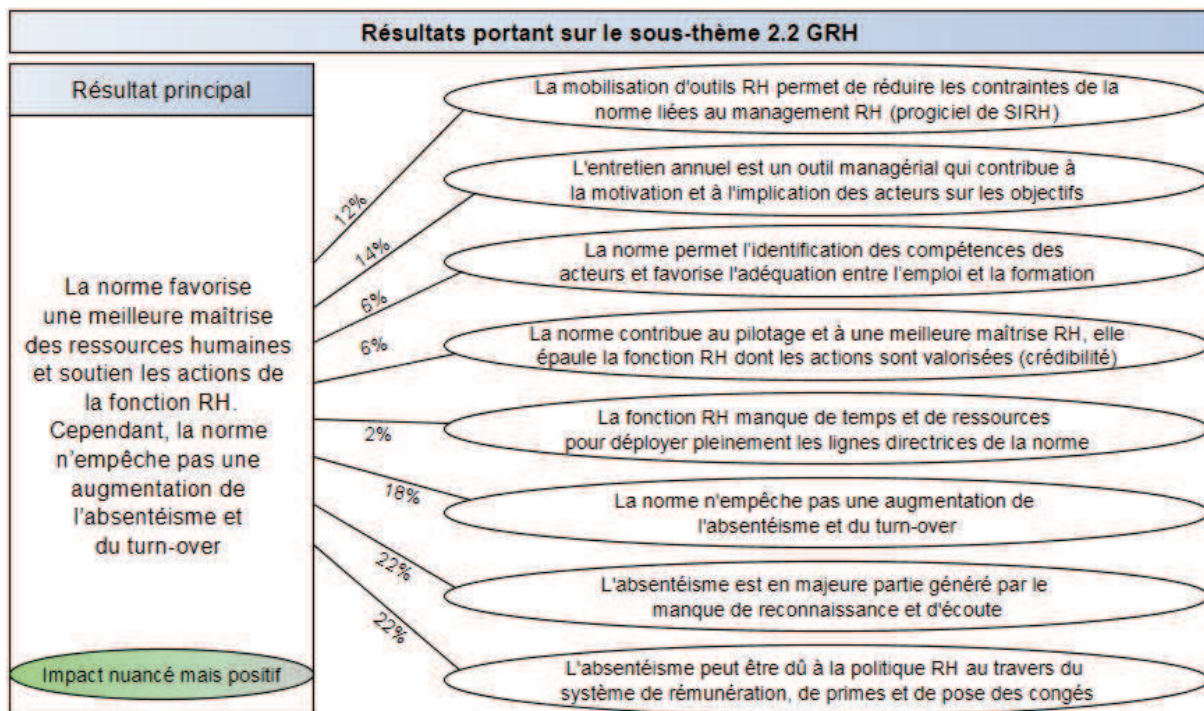 Résultats portant sur le sous-thème 2.2 GRH
Résultat principal
La norme favorise
une meilleure maîtrise
des ressources humaines
et soutien les actions de
la fonction RH.
Cependant, la norme
n'empêche pas une
augmentation de
l'absentéisme et
du turn-over
Impact nuancé mais positif
12%
La mobilisation d'outils RH permet de réduire les contraintes de la
norme liées au management RH (progiciel de SIRH)
14%
L'entretien annuel est un outil managérial qui contribue à
la motivation et à l'implication des acteurs sur les objectifs
6%
La norme permet l'identification des compétences des
acteurs et favorise l'adéquation entre l'emploi et la formation
6%
La norme contribue au pilotage et à une meilleure maîtrise RH, elle
épaule la fonction RH dont les actions sont valorisées (crédibilité)
2%
La fonction RH manque de temps et de ressources
pour déployer pleinement les lignes directrices de la norme
18%
La norme n'empêche pas une augmentation de
l'absentéisme et du turn-over
22%
L'absentéisme est en majeure partie généré par le
manque de reconnaissance et d'écoute
22%
L'absentéisme peut être dû à la politique RH au travers du
système de rémunération, de primes et de pose des congés